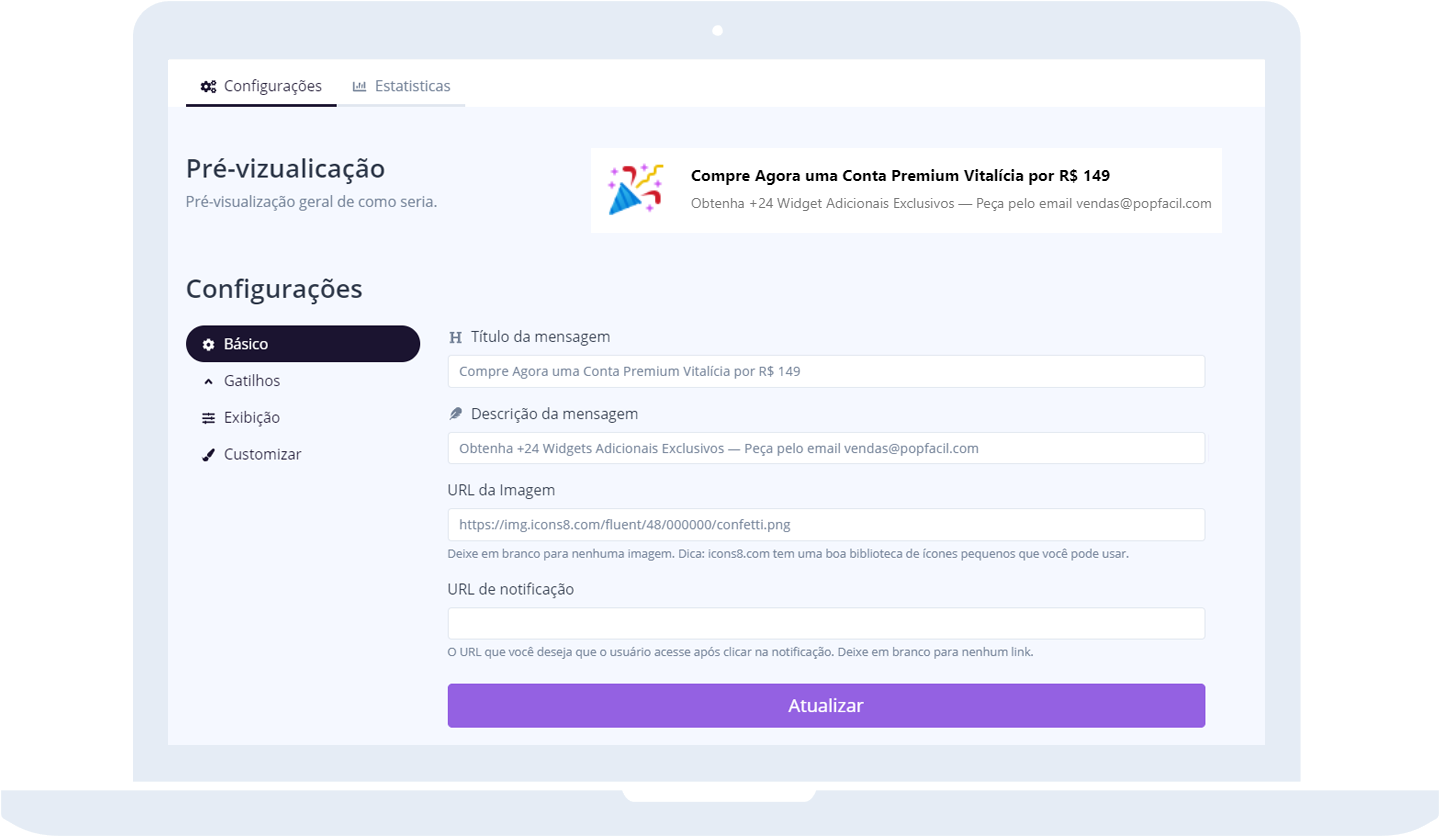 Configurações
Estatisticas
Pré-vizualicação
Pré-visualização geral de como seria.
Compre Agora uma Conta Premium Vitalícia por R$ 149
Obtenha +24 Widget Adicionais Exclusivos — Peça pelo email vendas@popfacil.com
Configurações
Básico
Gatilhos
Exibição
Customizar
Título da mensagem
Compre Agora uma Conta Premium Vitalícia por R$ 149
Descrição da mensagem
Obtenha +24 Widgets Adicionais Exclusivos — Peça pelo email vendas@popfacil.com
URL da Imagem
https://img.icons8.com/fluent/48/000000/confetti.png
Deixe em branco para nenhuma imagem. Dica: icons8.com tem uma boa biblioteca de ícones pequenos que você pode usar.
URL de notificação
O URL que você deseja que o usuário acesse após clicar na notificação. Deixe em branco para nenhum link.
Atualizar